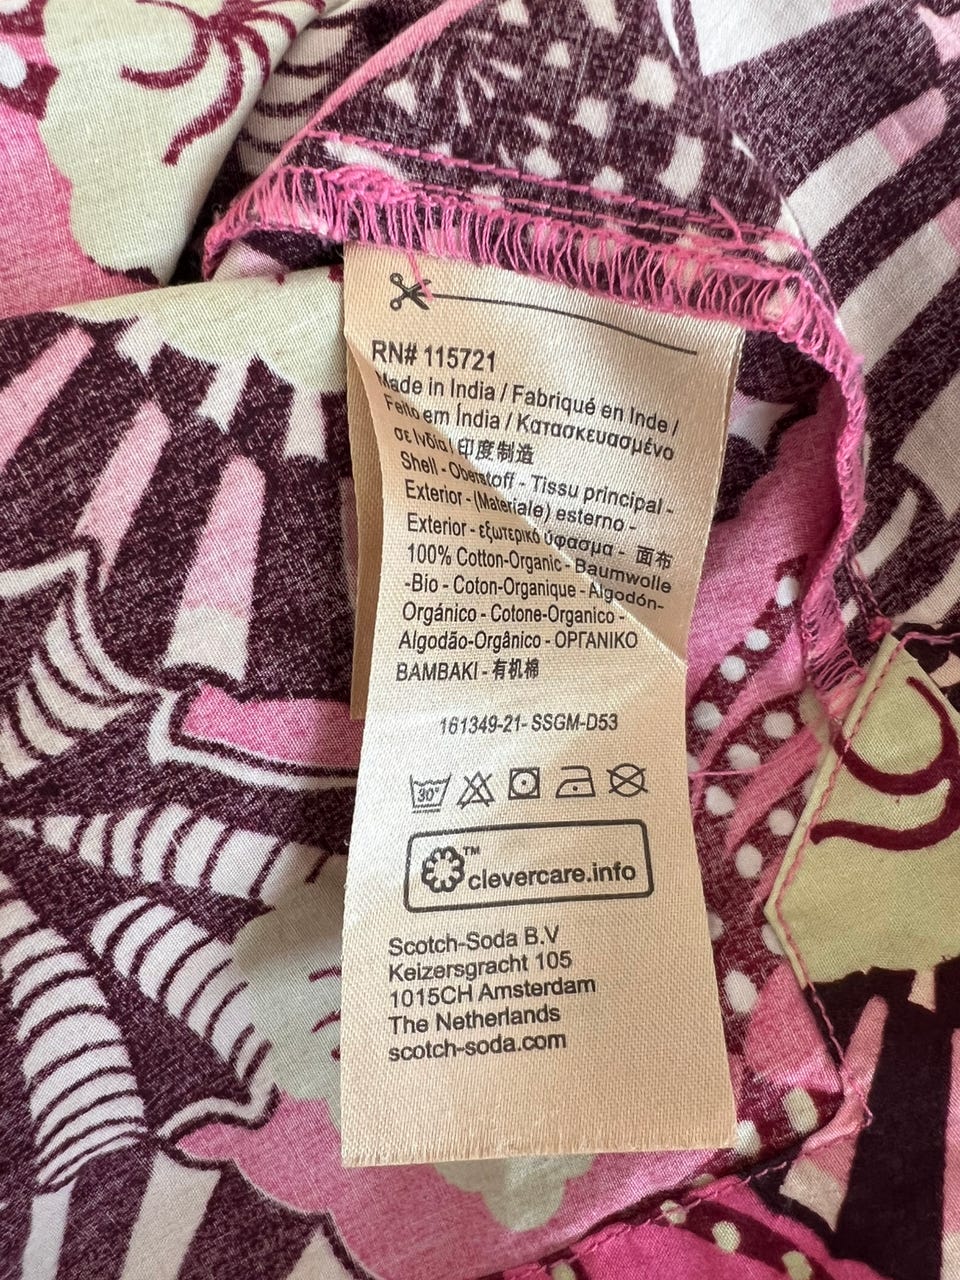 RN# 115721
Made in India / Fabriqué en Inde /
Feito em Índia / Κατασκευασμένο
σε Ινδία / 印度制造
Shell - Oberstoff - Tissu principal -
Exterior - (Materiale) esterno -
Exterior - εξωτερικό ύφασμα - 面布
100% Cotton-Organic - Baumwolle
-Bio - Coton-Organique - Algodón-
Orgánico - Cotone-Organico -
Algodão-Orgânico - ΟΡΓΑΝΙΚΟ
BAMBAKI - 有机棉
161349-21- SSGM-D53
30°
™
clevercare.info
Scotch-Soda B.V
Keizersgracht 105
1015CH Amsterdam
The Netherlands
scotch-soda.com